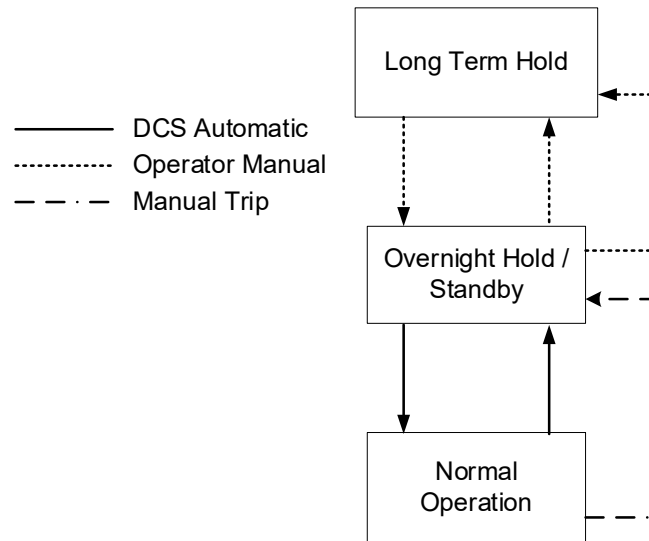 Long Term Hold
DCS Automatic
Operator Manual
Manual Trip
Overnight Hold /
Standby
Normal
Operation